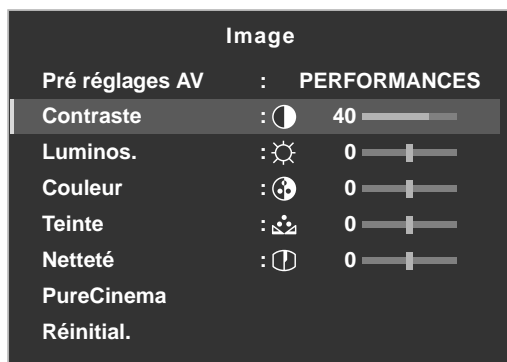 Image
Pré réglages AV : PERFORMANCES
Contraste : 40
Luminos. : 0
Couleur : 0
Teinte : 0
Netteté : 0
PureCinema
Réinitial.